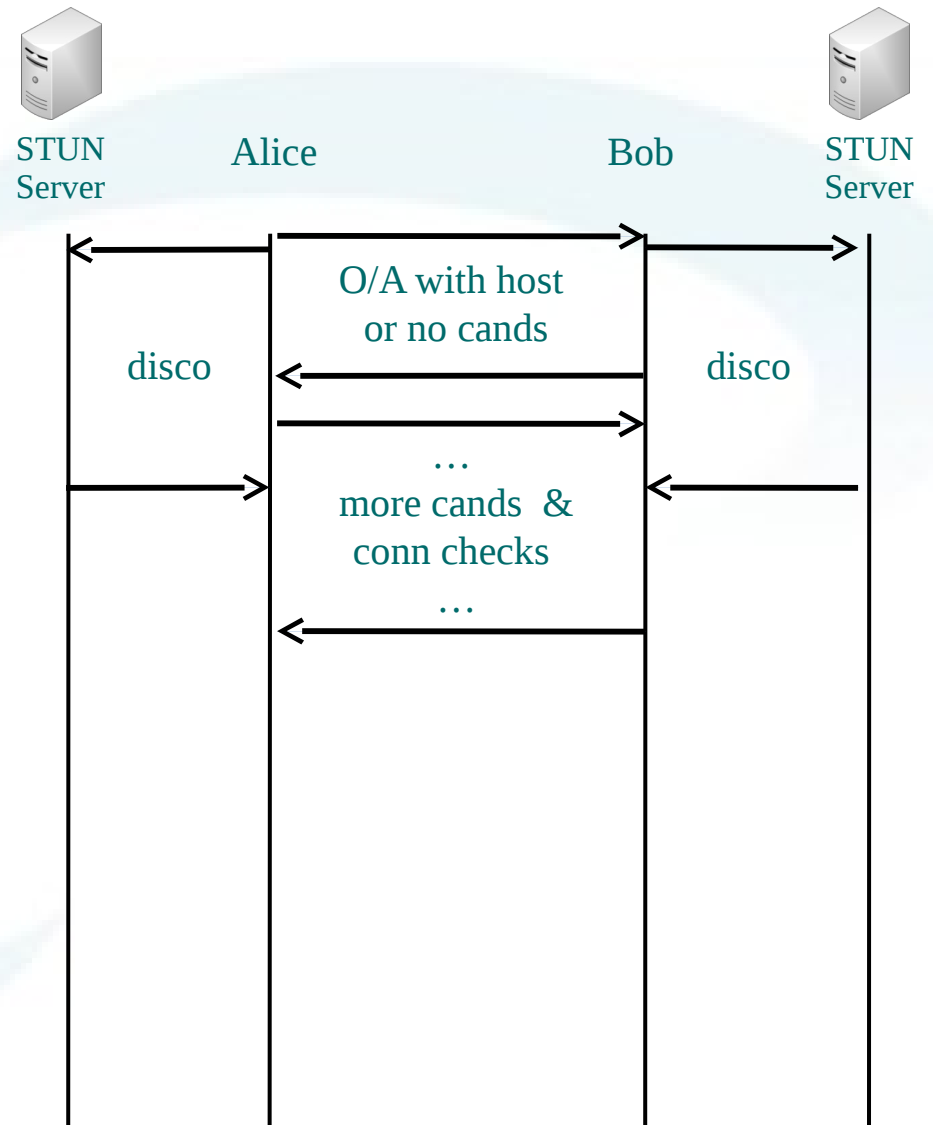 STUN
Server
Alice
Bob
STUN
Server
O/A with host
or no cands
disco
disco
…
more cands  &
conn checks
…